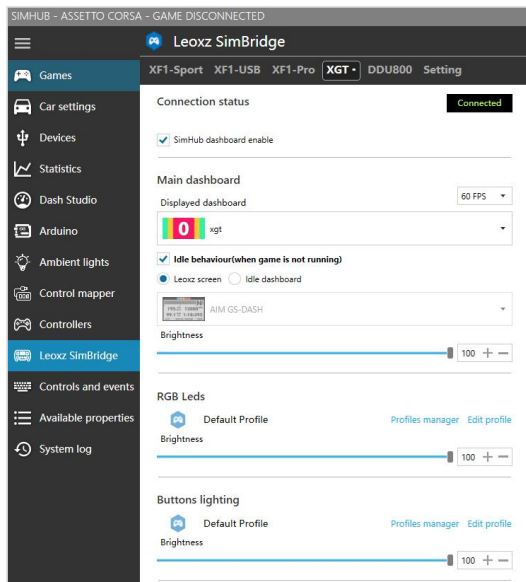 SIMHUB - ASSETTO CORSA - GAME DISCONNECTED
Leoxz SimBridge
XF1-Sport XF1-USB XF1-Pro XGT • DDU800 Setting
Games
Car settings
Devices
Statistics
Dash Studio
Arduino
Ambient lights
Control mapper
Controllers
Leoxz SimBridge
Controls and events
Available properties
System log
Connection status
Connected
SimHub dashboard enable
Main dashboard
60 FPS
Displayed dashboard
0 xgt
Idle behaviour(when game is not running)
Leoxz screen Idle dashboard
AIM GS-DASH
Brightness
100
RGB Leds
Default Profile Profiles manager Edit profile
Brightness
100
Buttons lighting
Default Profile Profiles manager Edit profile
Brightness
100